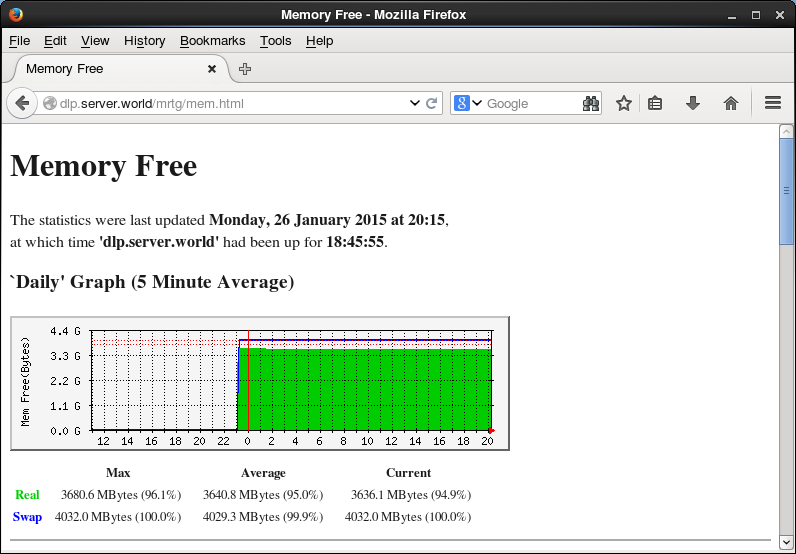 Memory Free - Mozilla Firefox
File Edit View History Bookmarks Tools Help
Memory Free
dlp.server.world/mrtg/mem.html
8 Google
Memory Free
The statistics were last updated Monday, 26 January 2015 at 20:15,
at which time 'dlp.server.world' had been up for 18:45:55.
`Daily' Graph (5 Minute Average)
Mem Free(Bytes)
4.4 G
3.3 G
2.2 G
1.1 G
0.0 G
12 14 16 18 20 22 0 2 4 6 8 10 12 14 16 18 20
Max Average Current
Real 3680.6 MBytes (96.1%) 3640.8 MBytes (95.0%) 3636.1 MBytes (94.9%)
Swap 4032.0 MBytes (100.0%) 4029.3 MBytes (99.9%) 4032.0 MBytes (100.0%)